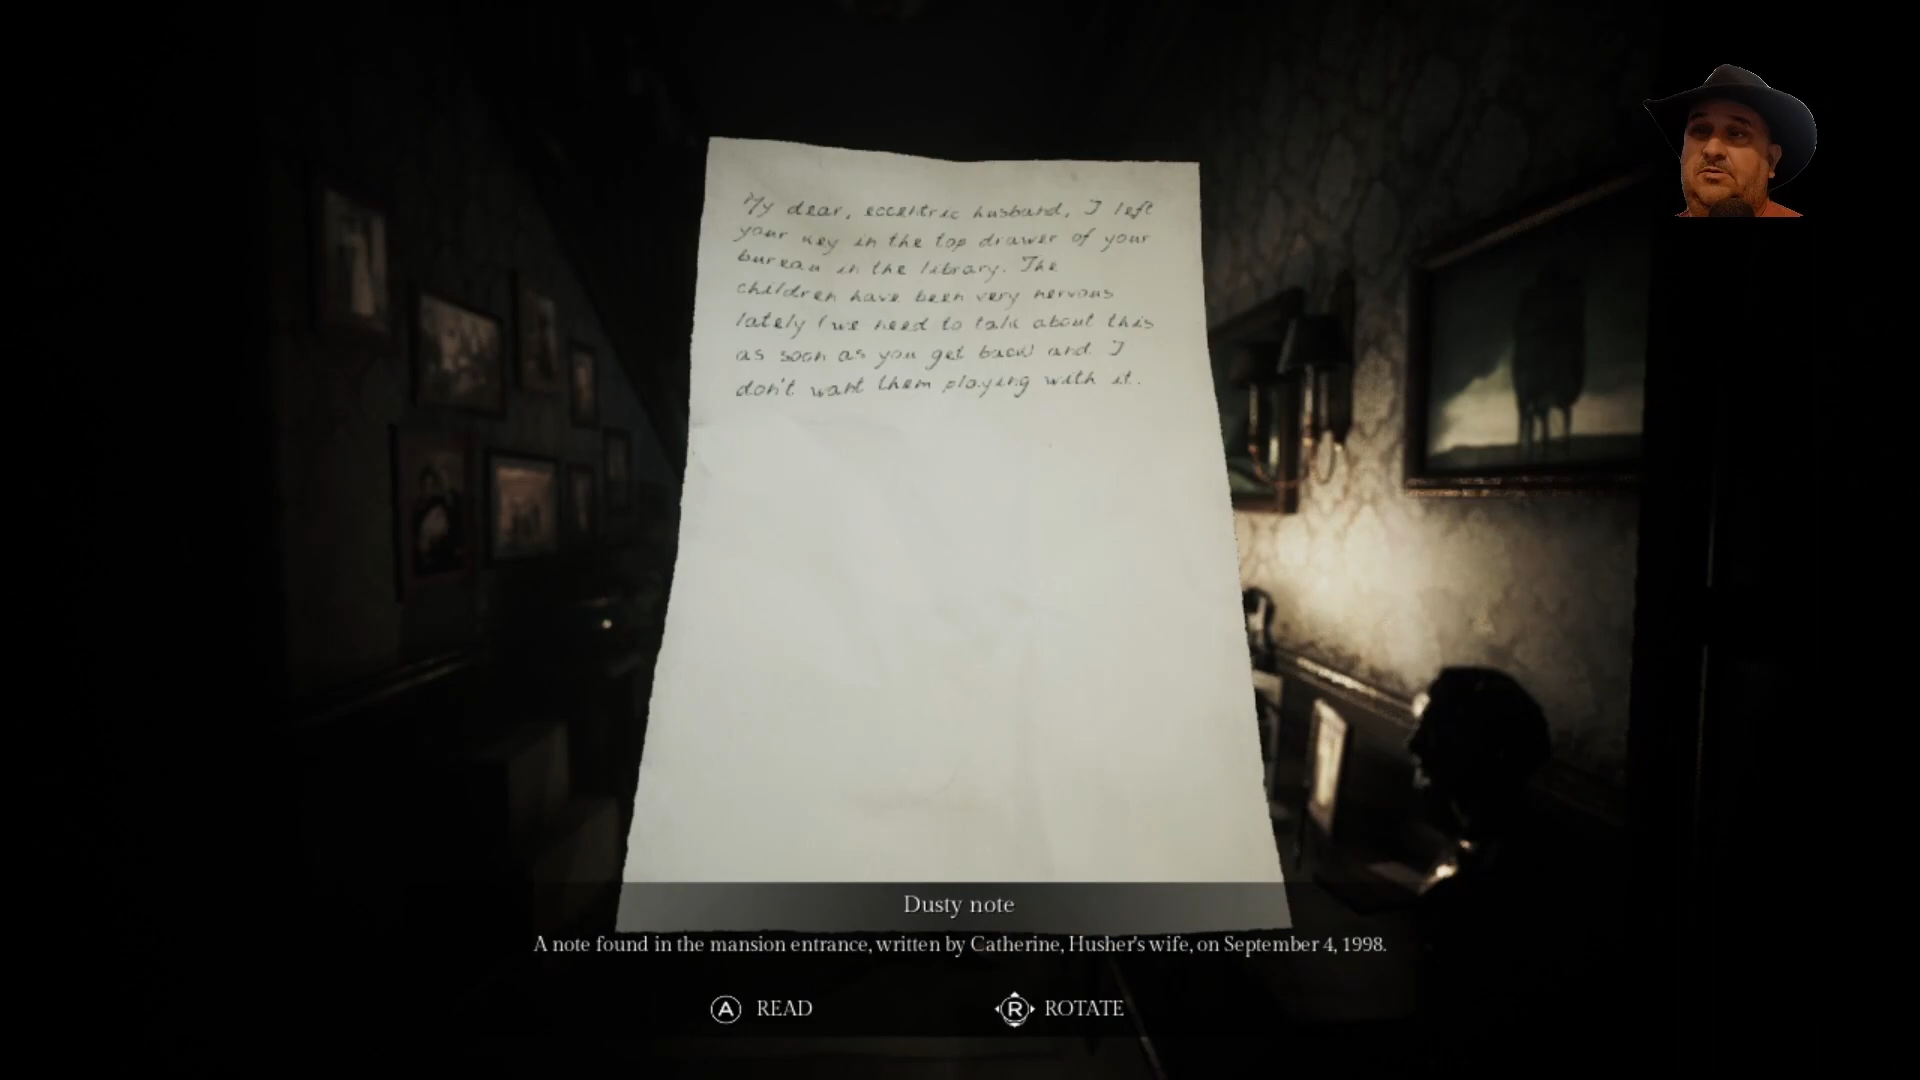 My dear, eccentric husband, I left
your key in the top drawer of your
bureau in the library. The
children have been very nervous
lately (we need to talk about this
as soon as you get back) and I
don't want them playing with it.
Dusty note
A note found in the mansion entrance, written by Catherine, Husher's wife, on September 4, 1998.
A READ
R ROTATE